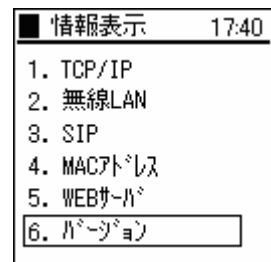 ■ 情報表示 17:40
1. TCP/IP
2. 無線LAN
3. SIP
4. MACｱﾄﾞﾚｽ
5. WEBｻｰﾊﾞ
6. ﾊﾞｰｼﾞｮﾝ